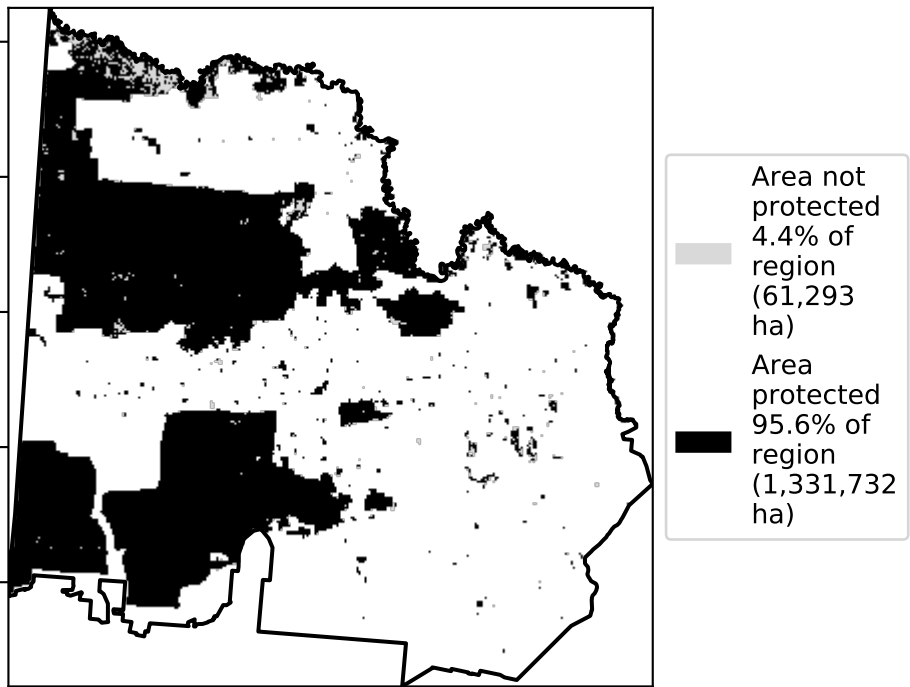 Area not
protected
4.4% of
region
(61,293
ha)
Area
protected
95.6% of
region
(1,331,732
ha)